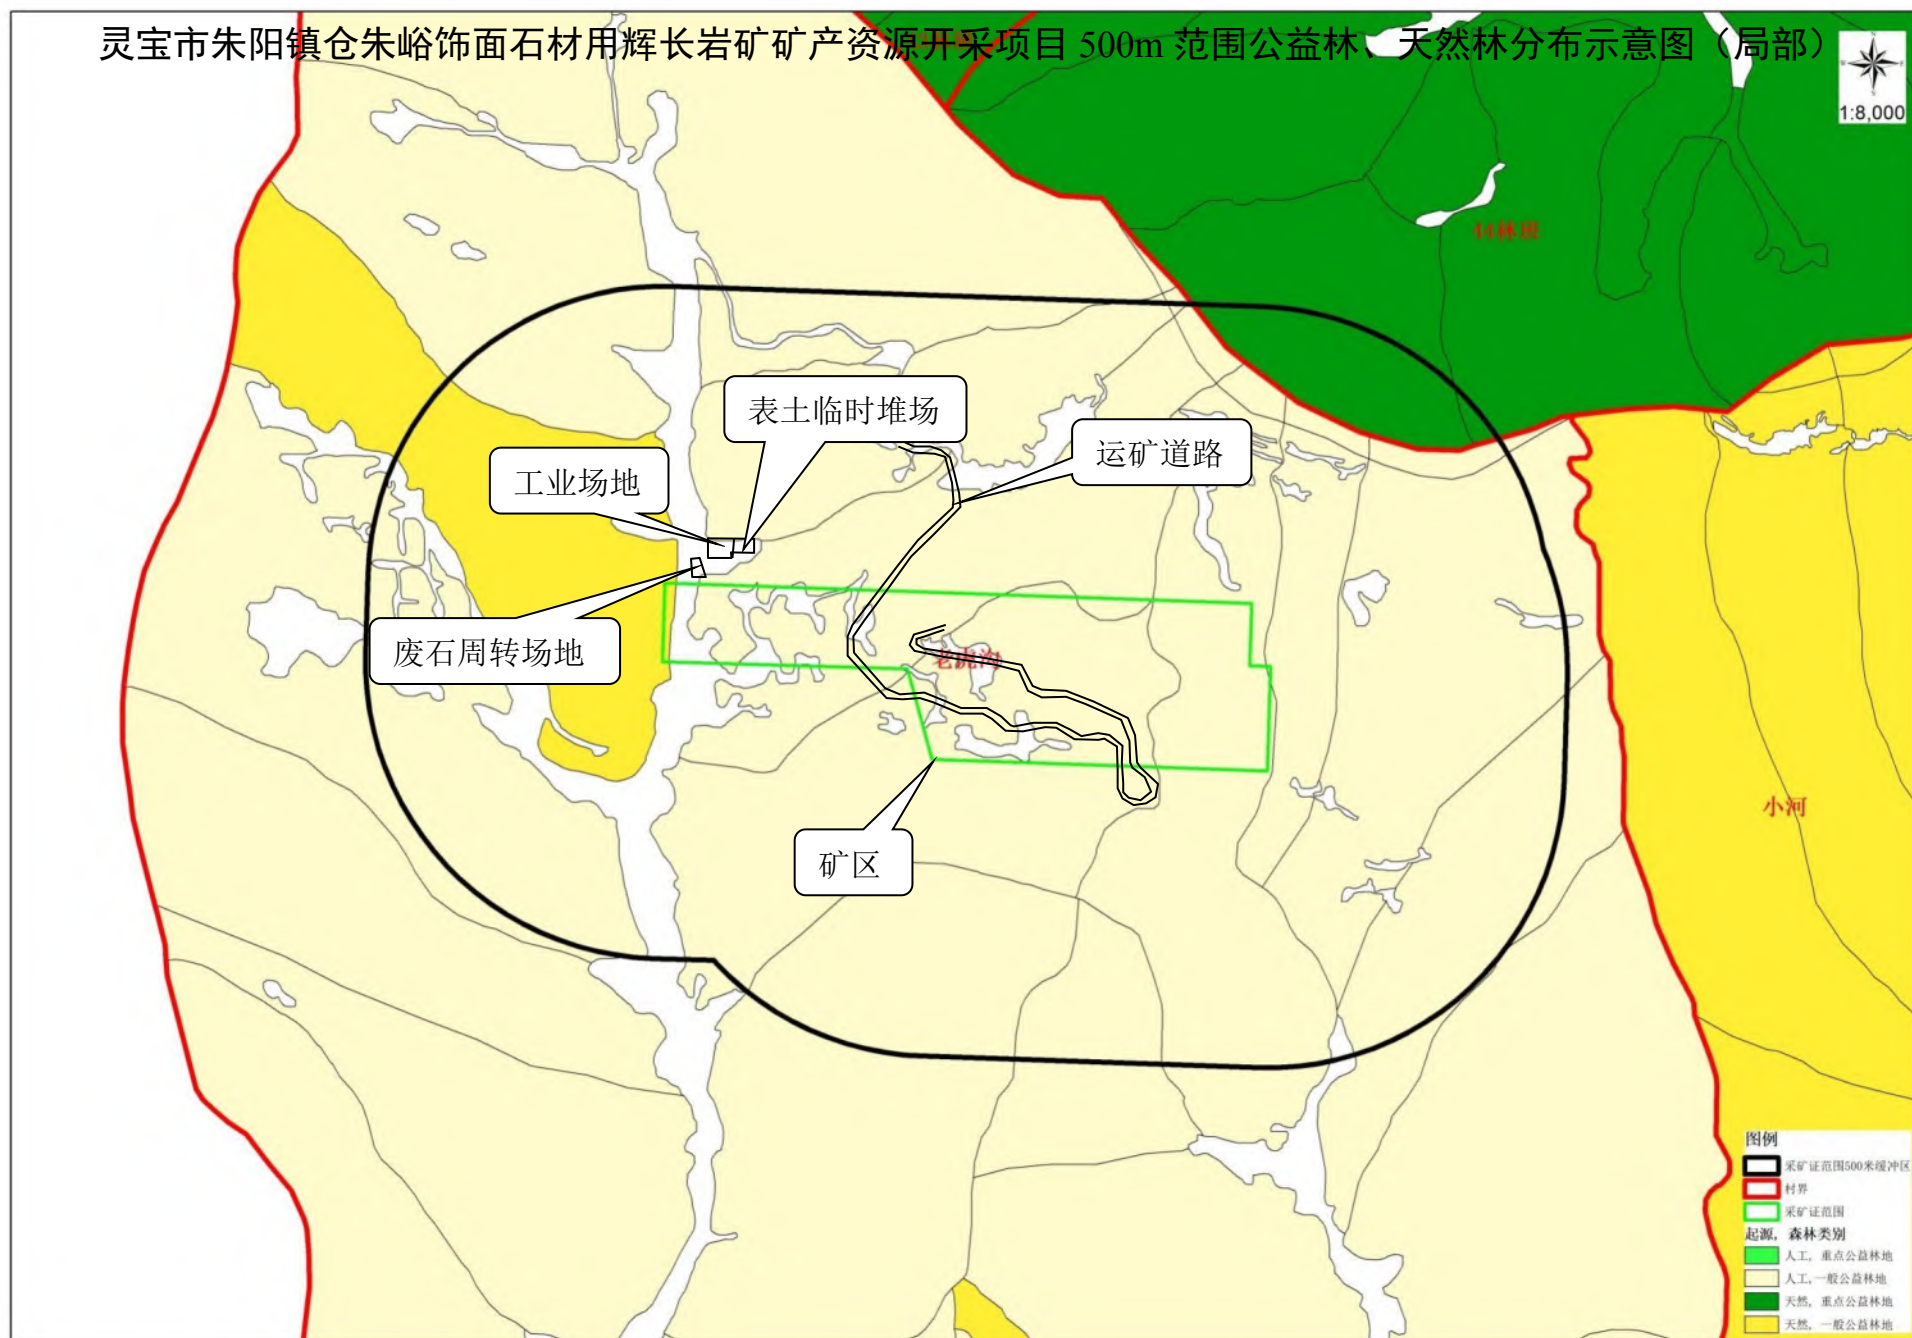 灵宝市朱阳镇仓朱峪饰面石材用辉长岩矿矿产资源开采项目 500m 范围公益林、天然林分布示意图（局部）
1:8,000
44林班
表土临时堆场
运矿道路
工业场地
废石周转场地
老虎沟
矿区
小河
图例
采矿证范围500米缓冲区
村界
采矿证范围
起源, 森林类别
人工, 重点公益林地
人工, 一般公益林地
天然, 重点公益林地
天然, 一般公益林地